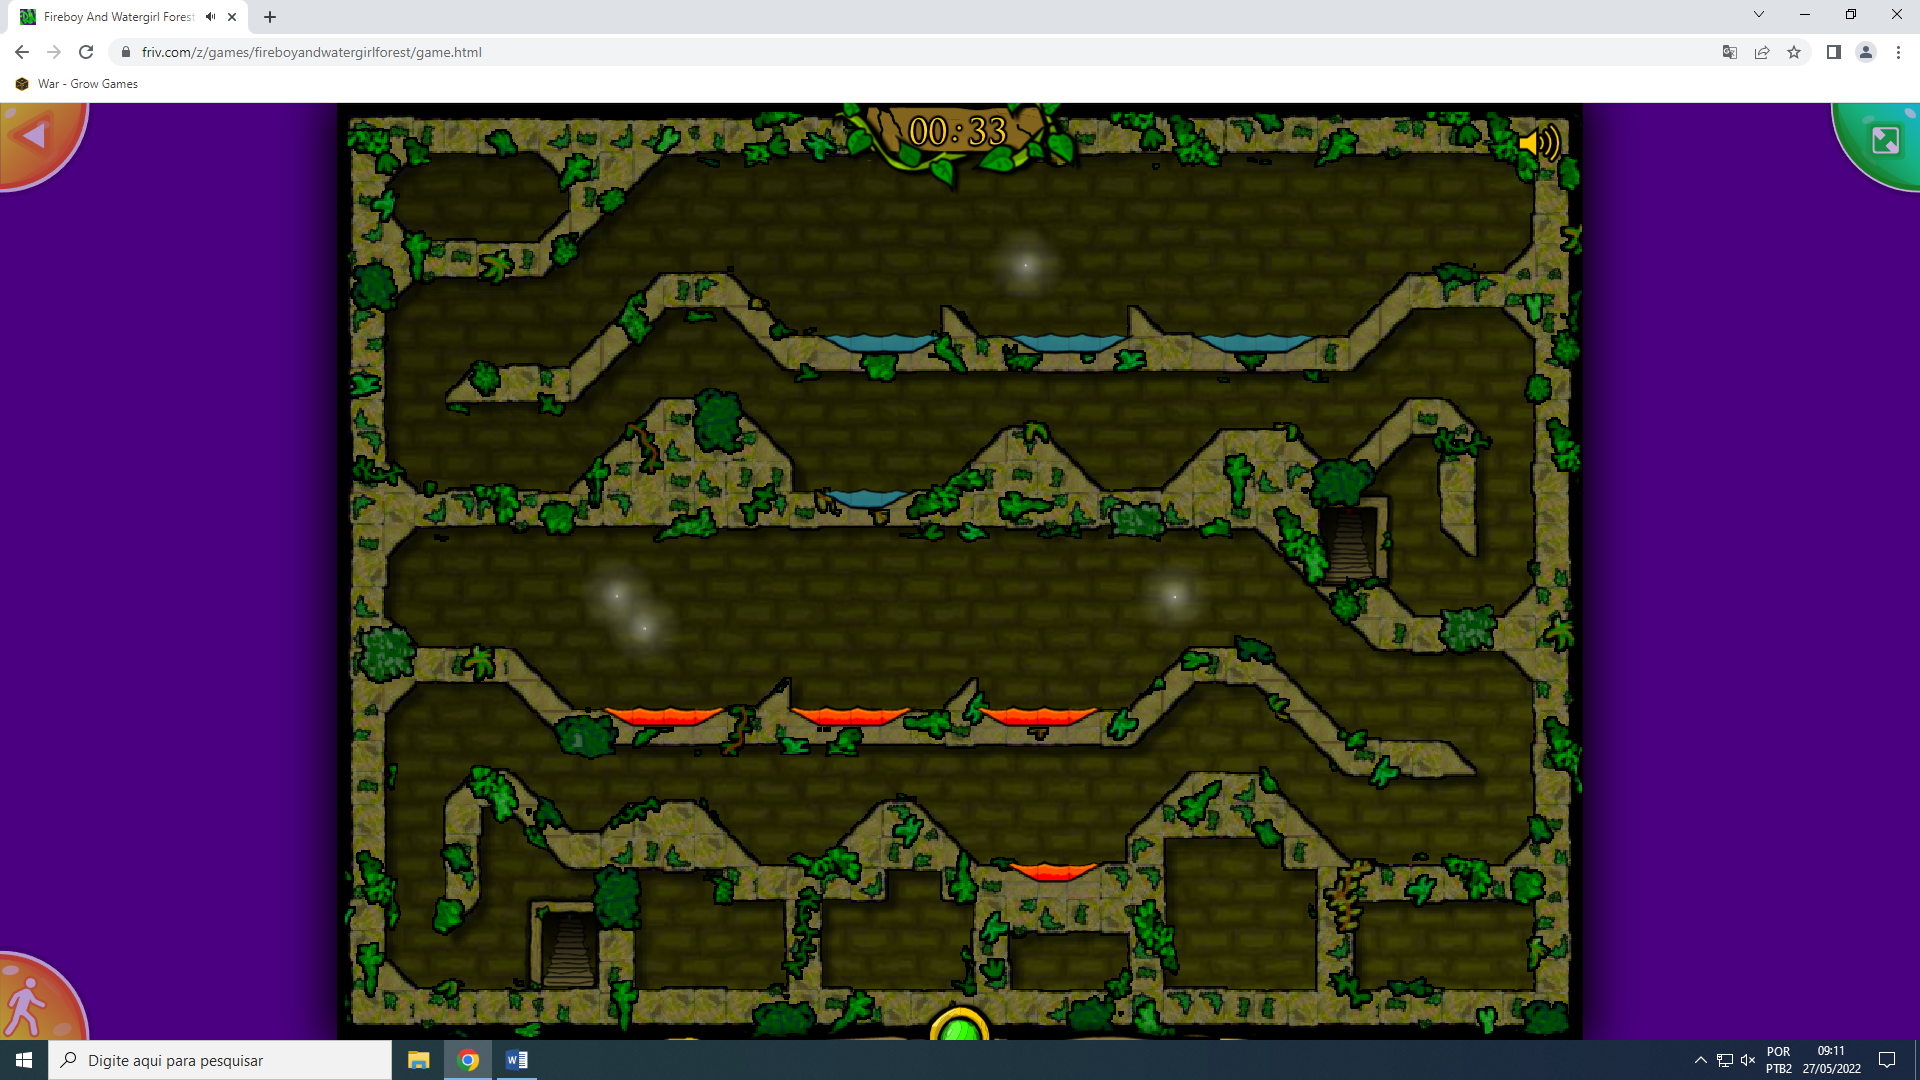 Fireboy And Watergirl Forest
friv.com/z/games/fireboyandwatergirlforest/game.html
War - Grow Games
00:33
Digite aqui para pesquisar
POR
PTB2
09:11
27/05/2022